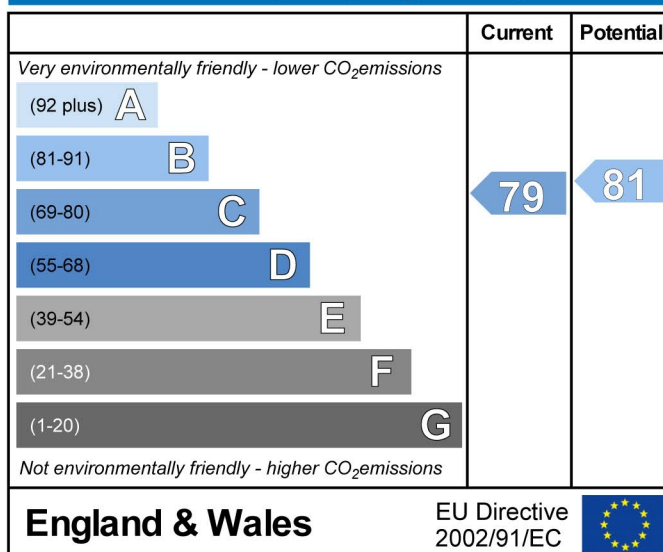 Current Potential
Very environmentally friendly - lower CO2emissions
(92 plus) A
(81-91) B
(69-80) C
(55-68) D
(39-54) E
(21-38) F
(1-20) G
79
81
Not environmentally friendly - higher CO2emissions
England & Wales
EU Directive
2002/91/EC